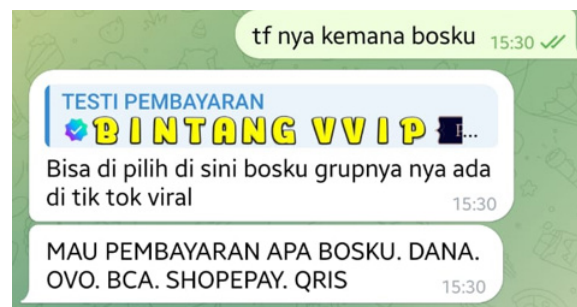 tf nya kemana bosku 15:30
TESTI PEMBAYARAN
BINTANG VVIP
Bisa di pilih di sini bosku grupnya nya ada
di tik tok viral 15:30
MAU PEMBAYARAN APA BOSKU. DANA.
OVO. BCA. SHOPEPAY. QRIS 15:30